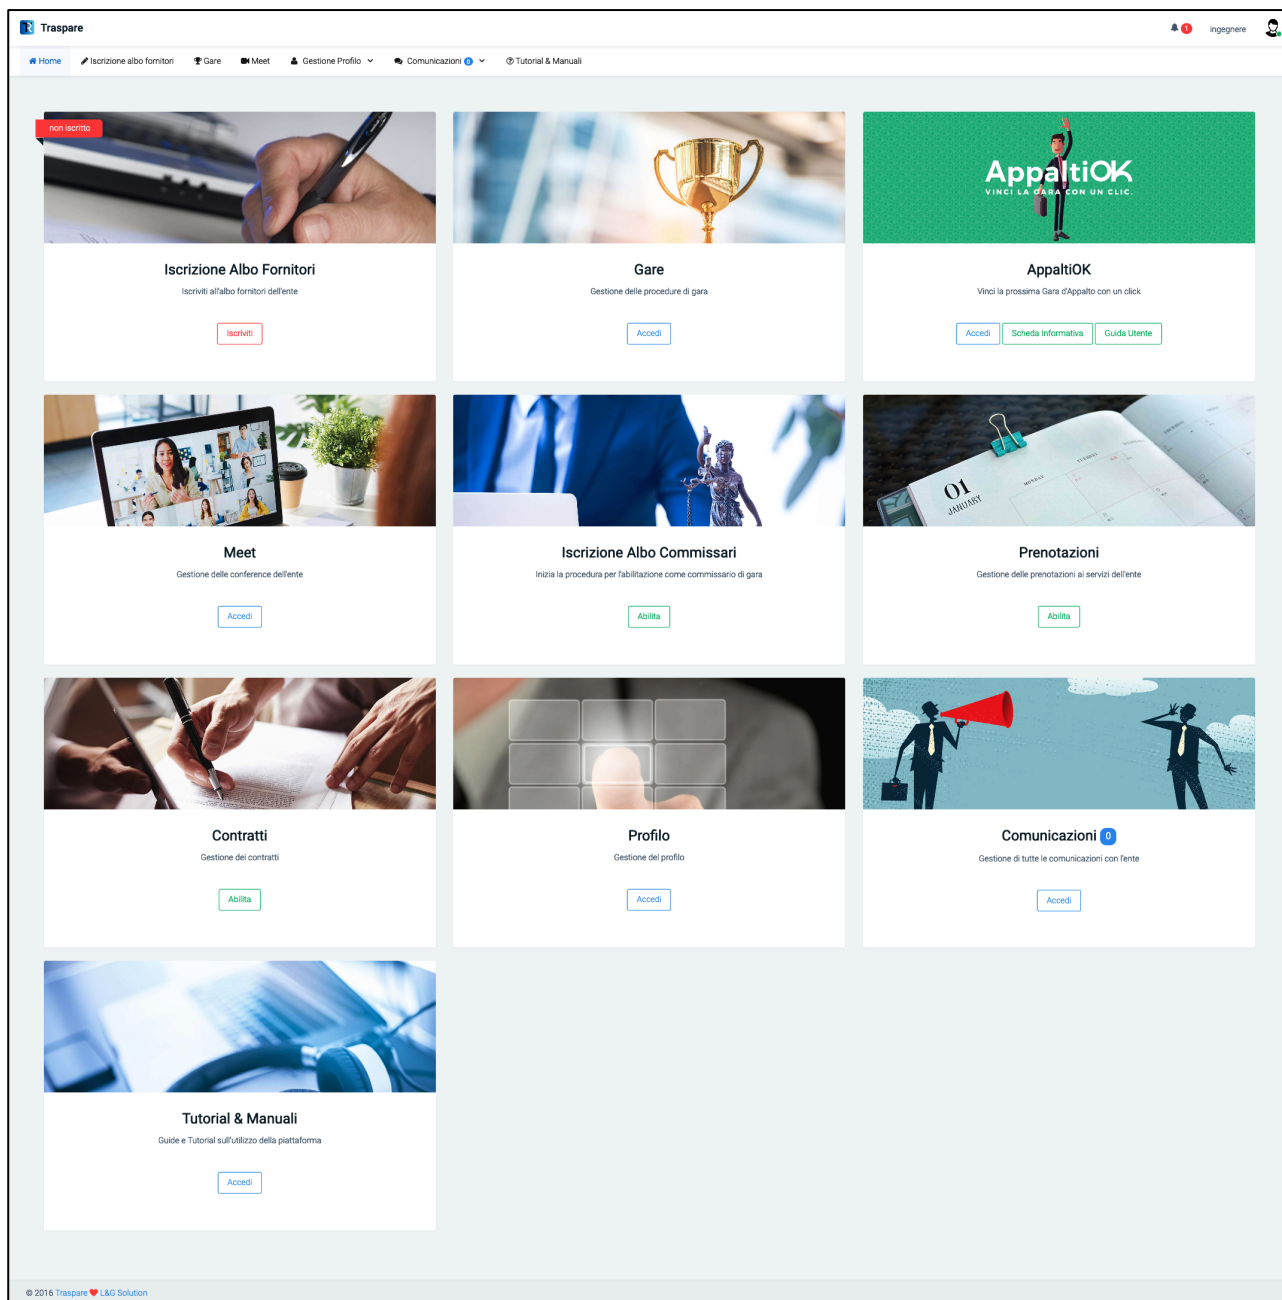 Traspare
1
ingegnere
Home
Iscrizione albo fornitori
Gare
Meet
Gestione Profilo
Comunicazioni 0
Tutorial & Manuali
non iscritto
AppaltiOK
VINCI LA GARA CON UN CLIC.
Iscrizione Albo Fornitori
Iscriviti all'albo fornitori dell'ente
Iscriviti
Gare
Gestione delle procedure di gara
Accedi
AppaltiOK
Vinci la prossima Gara d'Appalto con un click
Accedi
Scheda Informativa
Guida Utente
01
JANUARY
MONDAY
TUESDAY
Meet
Gestione delle conference dell'ente
Accedi
Iscrizione Albo Commissari
Inizia la procedura per l'abilitazione come commissario di gara
Abilita
Prenotazioni
Gestione delle prenotazioni ai servizi dell'ente
Abilita
Contratti
Gestione dei contratti
Abilita
Profilo
Gestione del profilo
Accedi
Comunicazioni 0
Gestione di tutte le comunicazioni con l'ente
Accedi
Tutorial & Manuali
Guide e Tutorial sull'utilizzo della piattaforma
Accedi
© 2016 Traspare ❤ L&G Solution